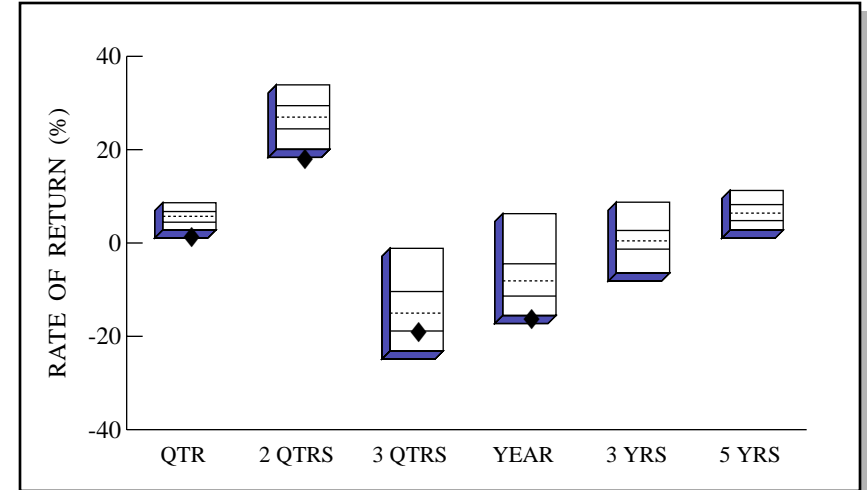 RATE OF RETURN (%)
40
20
0
-20
-40
QTR 2 QTRS 3 QTRS YEAR 3 YRS 5 YRS